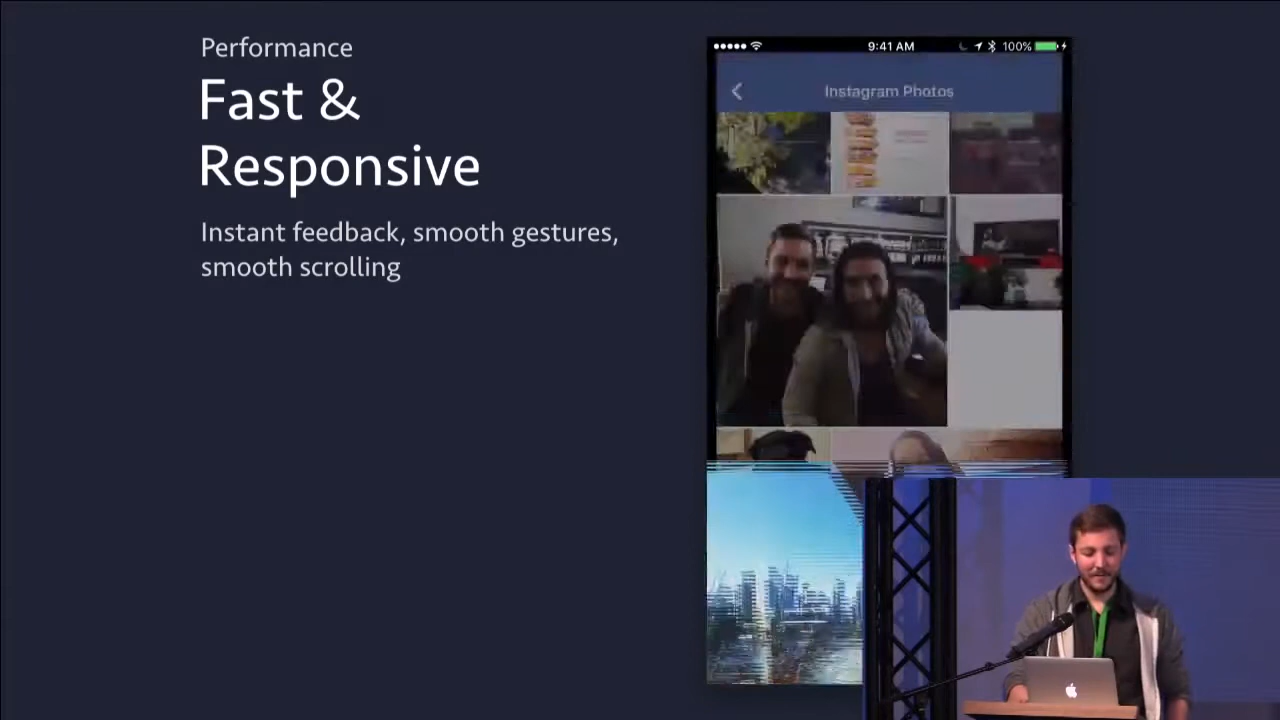 Performance
Fast &
Responsive
Instant feedback, smooth gestures,
smooth scrolling
9:41 AM
100%
Instagram Photos